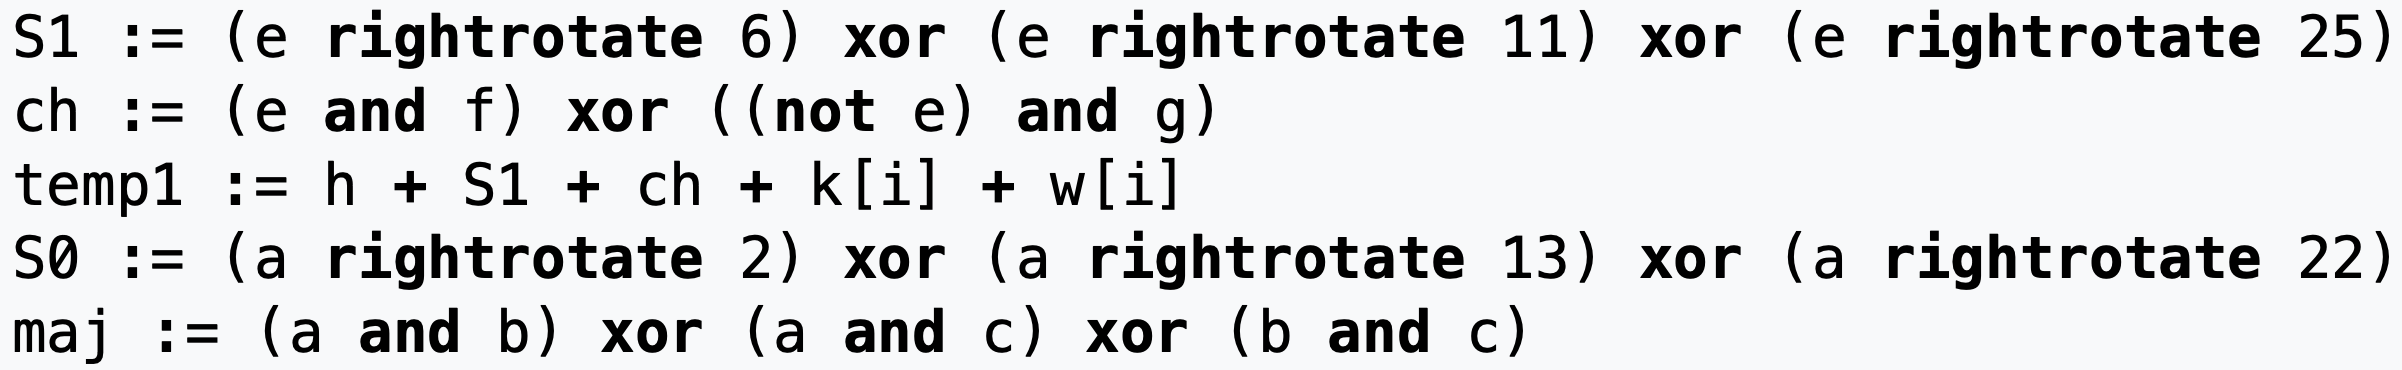 S1 := (e rightrotate 6) xor (e rightrotate 11) xor (e rightrotate 25)
ch := (e and f) xor ((not e) and g)
temp1 := h + S1 + ch + k[i] + w[i]
S0 := (a rightrotate 2) xor (a rightrotate 13) xor (a rightrotate 22)
maj := (a and b) xor (a and c) xor (b and c)